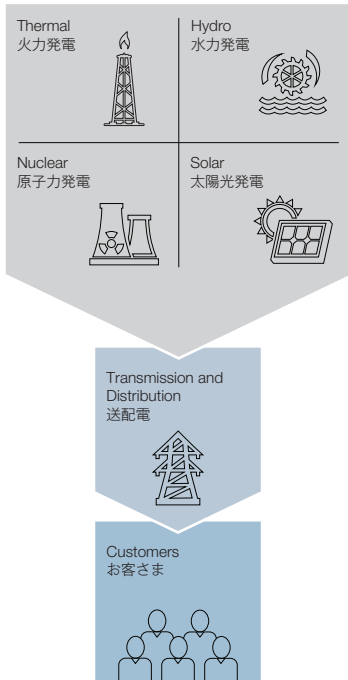 Thermal
火力発電
Hydro
水力発電
Nuclear
原子力発電
Solar
太陽光発電
Transmission and
Distribution
送配電
Customers
お客さま